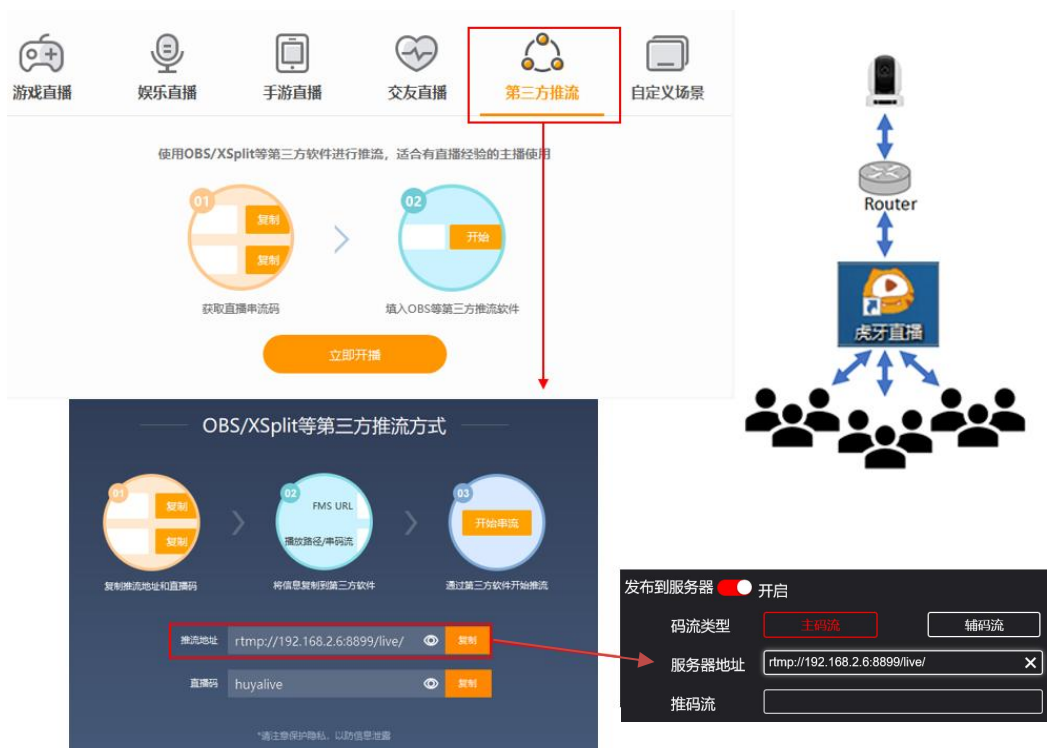 游戏直播
娱乐直播
手游直播
交友直播
第三方推流
自定义场景
使用OBS/XSplit等第三方软件进行推流，适合有直播经验的主播使用
01
复制
复制
02
开始
获取直播串流码
填入OBS等第三方推流软件
立即开播
Router
虎牙直播
OBS/XSplit等第三方推流方式
01
复制
复制
02
FMS URL
播放路径/串码流
03
开始串流
复制推流地址和直播码
将信息复制到第三方软件
通过第三方软件开始推流
推流地址 rtmp://192.168.2.6:8899/live/ 复制
直播码 huyalive 复制
*请注意保护隐私，以防信息泄露
发布到服务器 开启
码流类型 主码流 辅码流
服务器地址 rtmp://192.168.2.6:8899/live/ X
推码流